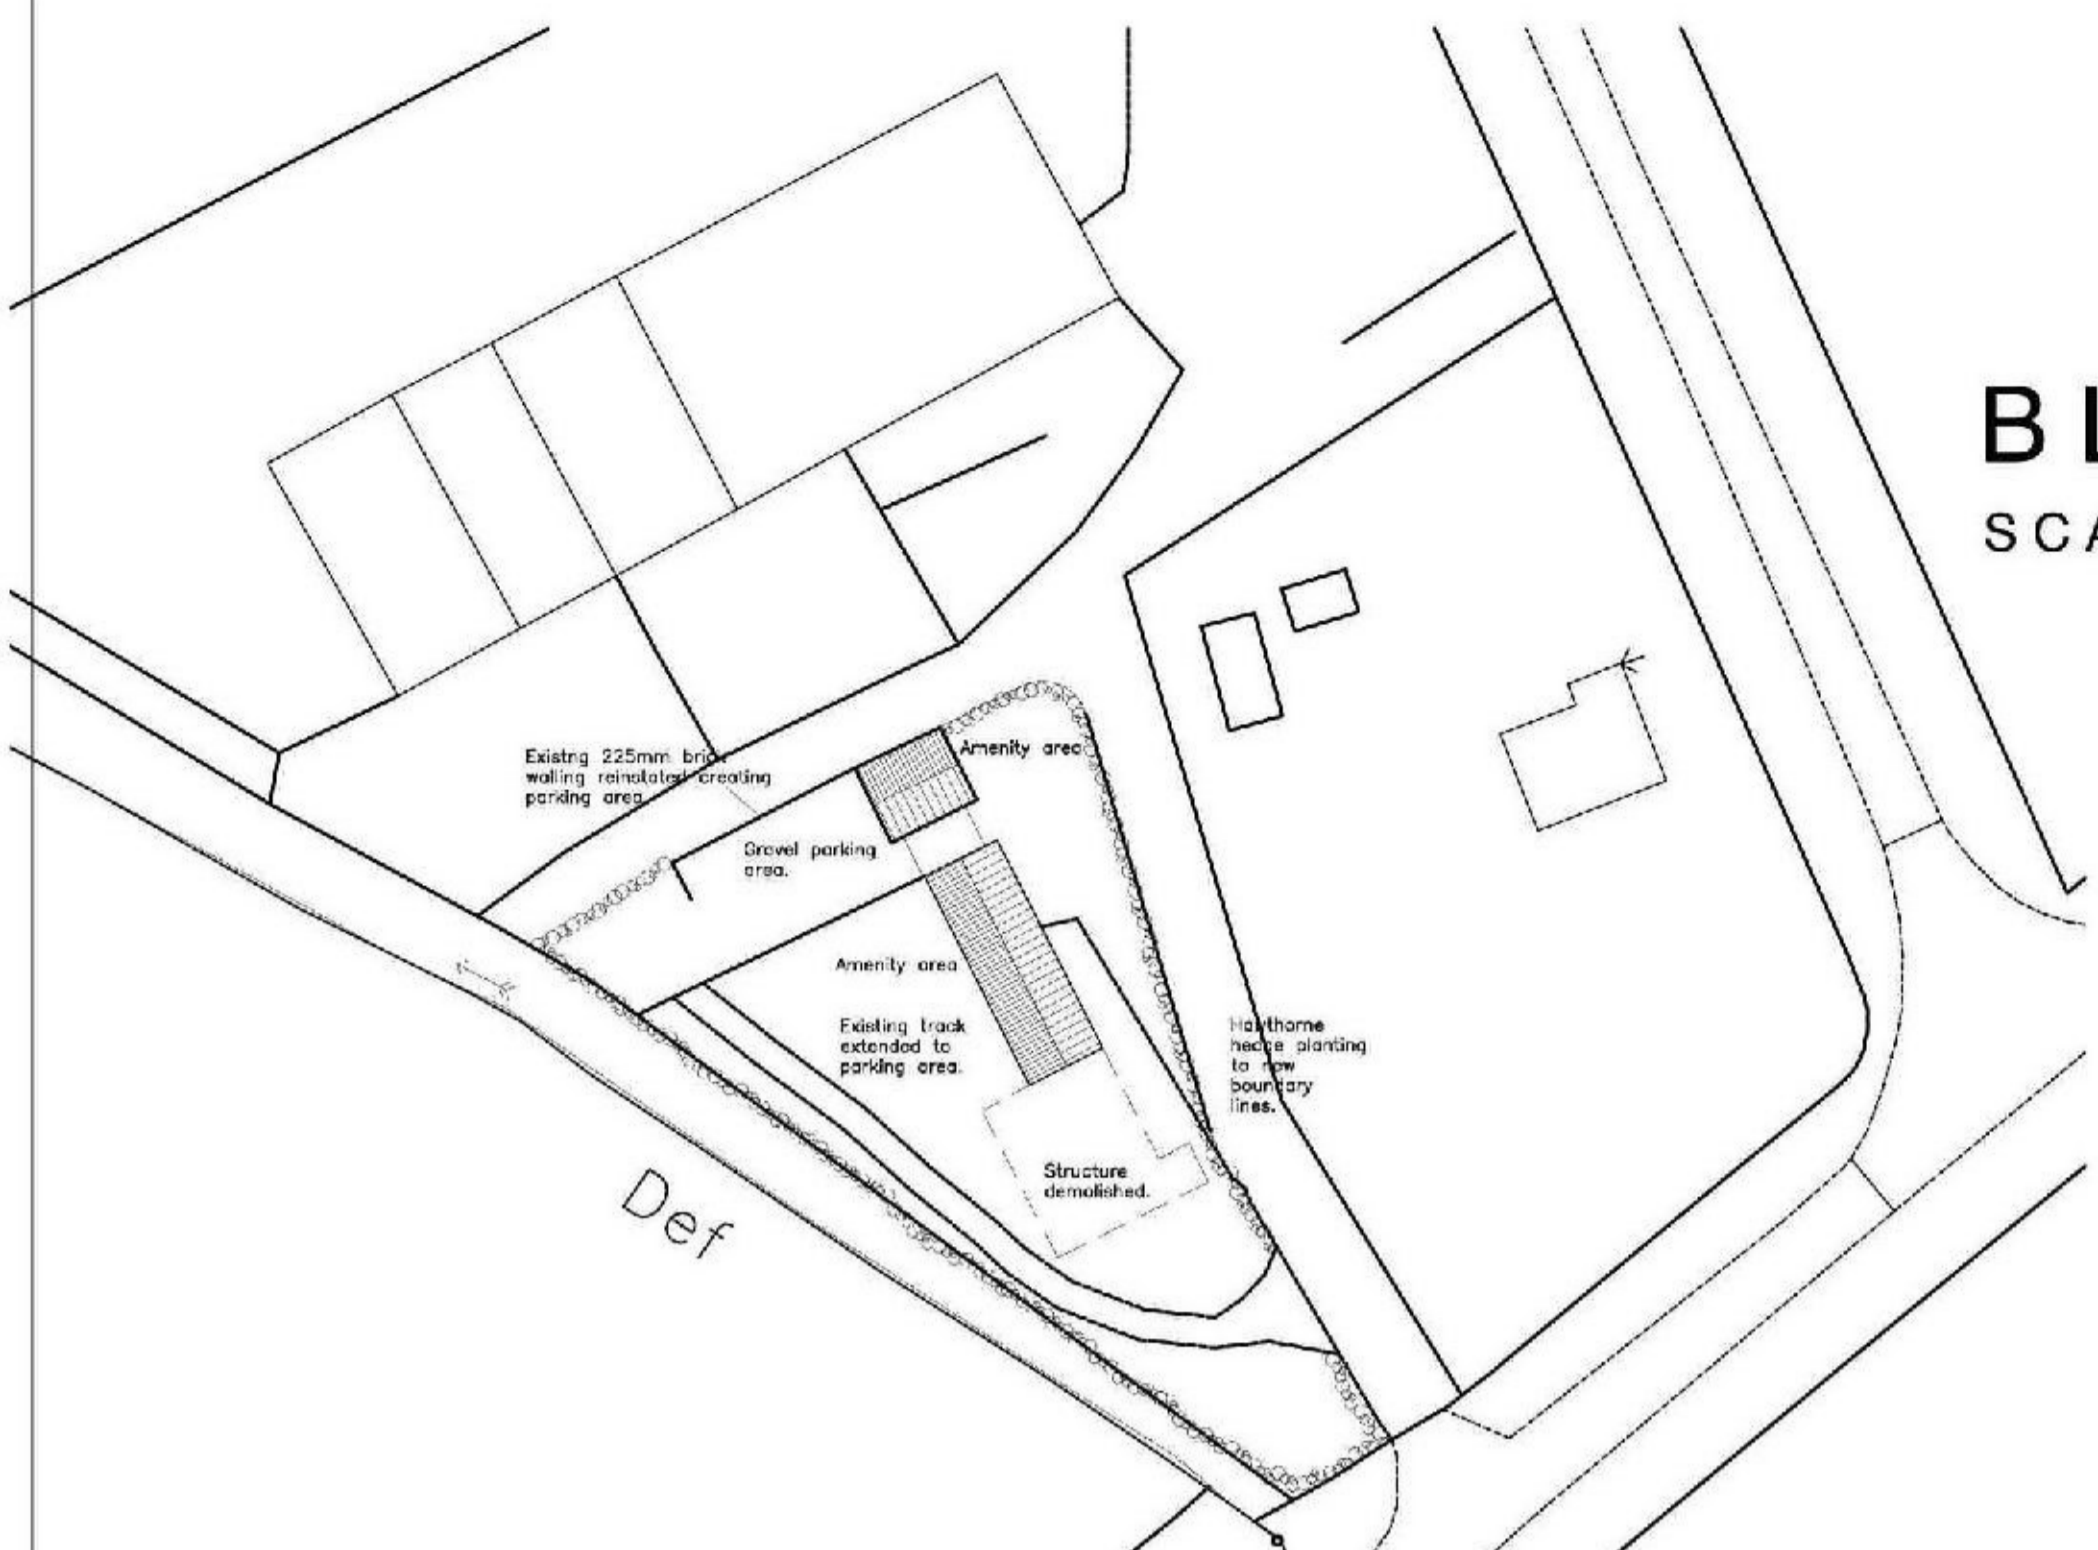 BL
SCA
Existng 225mm brick
walling reinstated creating
parking area.
Amenity area
Gravel parking
area.
Amenity area
Existing track
extended to
parking area.
Hawthorne
hedge planting
to new
boundary
lines.
Structure
demolished.
Def